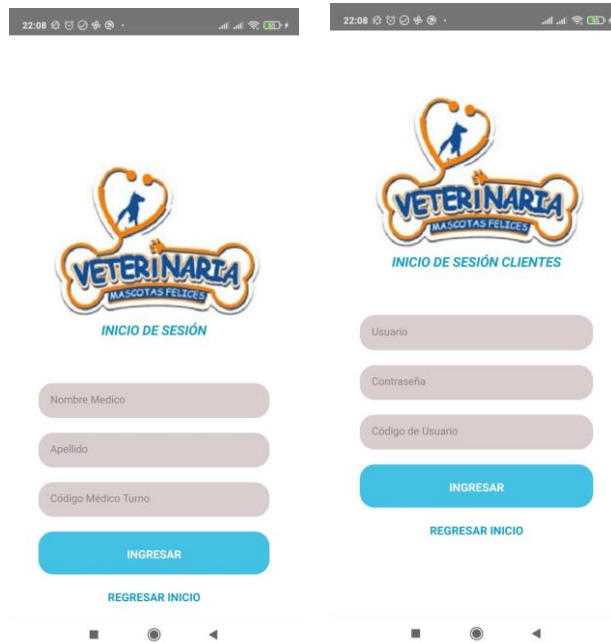 22:08
VETERINARIA
MASCOTAS FELICES
INICIO DE SESIÓN
Nombre Medico
Apellido
Código Médico Turno
INGRESAR
REGRESAR INICIO
22:08
VETERINARIA
MASCOTAS FELICES
INICIO DE SESIÓN CLIENTES
Usuario
Contraseña
Código de Usuario
INGRESAR
REGRESAR INICIO